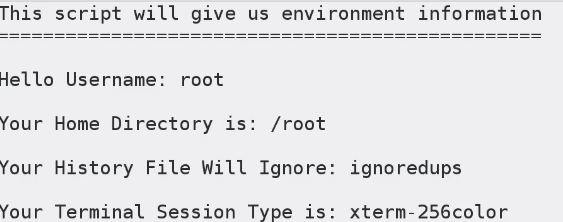 This script will give us environment information
================================================
Hello Username: root
Your Home Directory is: /root
Your History File Will Ignore: ignoredups
Your Terminal Session Type is: xterm-256color